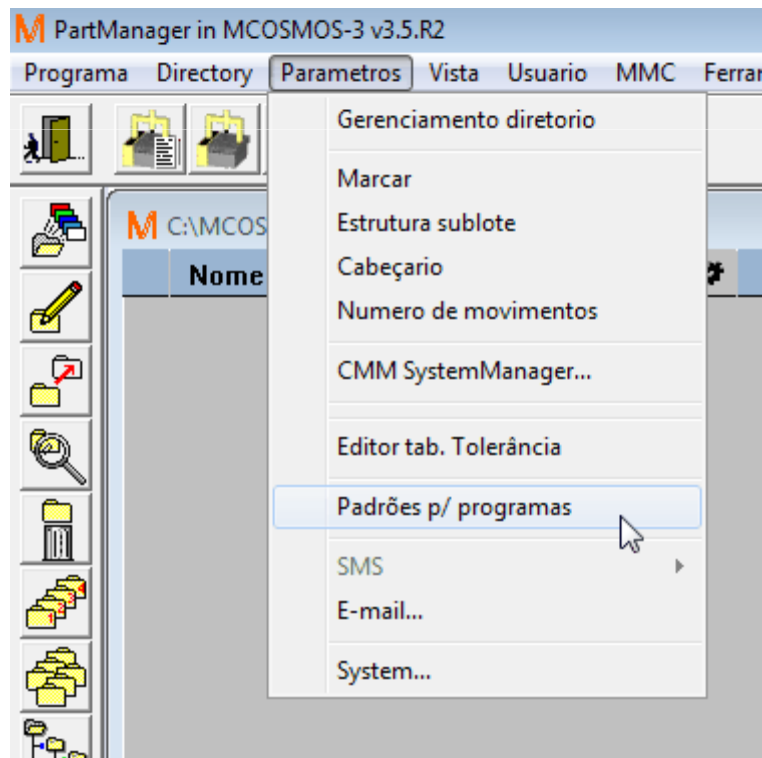 PartManager in MCOSMOS-3 v3.5.R2
Programa Directory Parametros Vista Usuario MMC Ferrar
Gerenciamento diretorio
Marcar
Estrutura sublote
Cabeçario
Numero de movimentos
CMM SystemManager...
Editor tab. Tolerância
Padrões p/ programas
SMS
E-mail...
System...
C:\MCOS
Nome